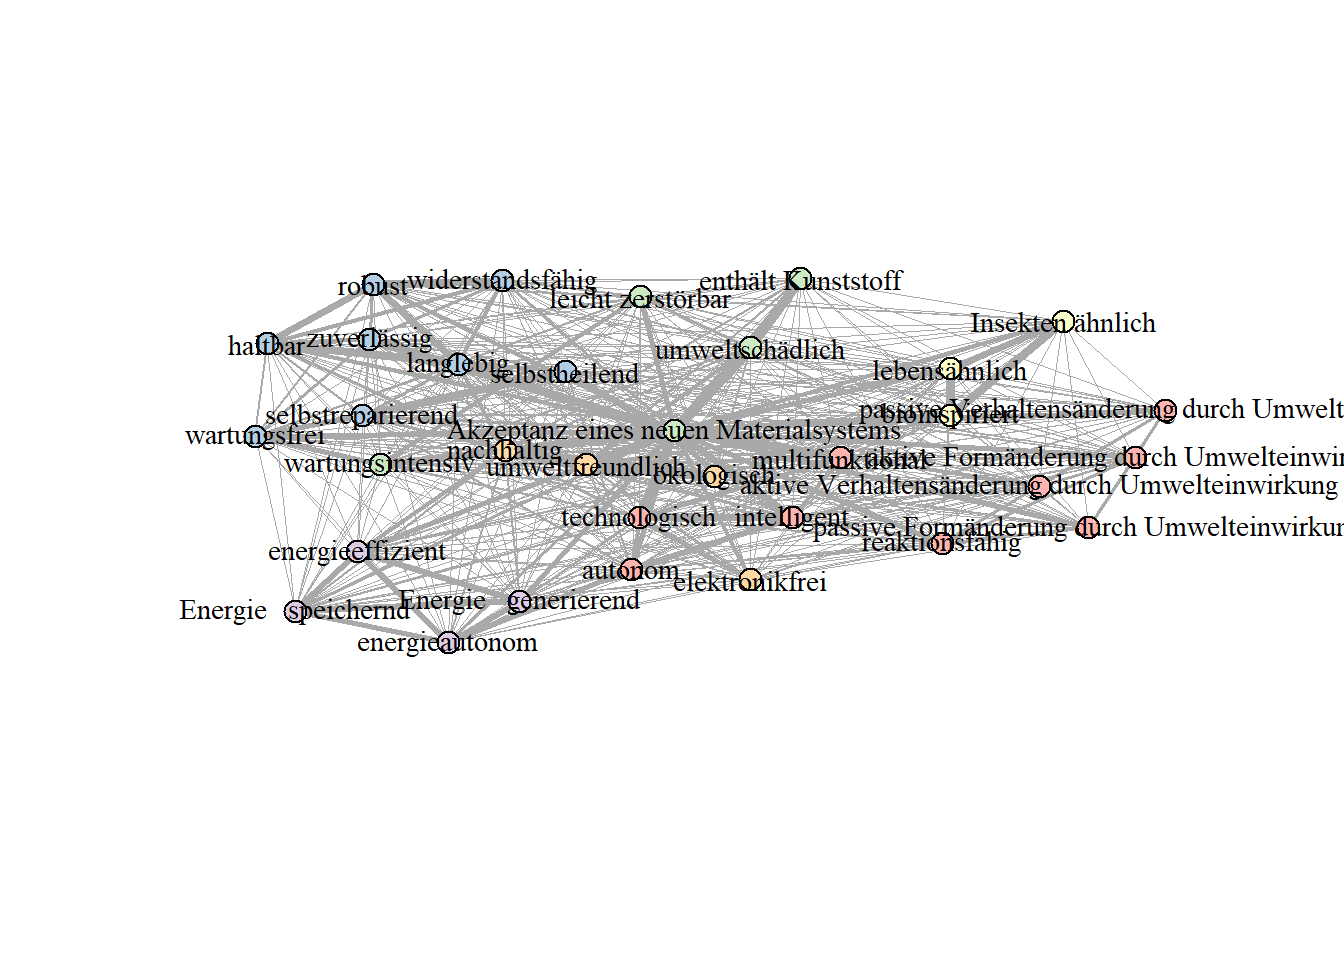 robust
widerstandsfähig
leicht zerstörbar
enthält Kunststoff
Insekten ähnlich
haltbar
zuverlässig
langlebig
selbstheilend
umweltschädlich
lebensähnlich
selbstreparierend
bioinspiriert
passive Verhaltensänderung durch Umwelt
wartungsfrei
Akzeptanz eines neuen Materialsystems
nachhaltig
wartungsintensiv
umweltfreundlich
ökologisch
multifunktional
aktive Formänderung durch Umwelteinwi
aktive Verhaltensänderung durch Umwelteinwirkung
technologisch
intelligent
passive Formänderung durch Umwelteinwirkun
reaktionsfähig
energieeffizient
autonom
elektronikfrei
Energie speichernd
Energie generierend
energieautonom